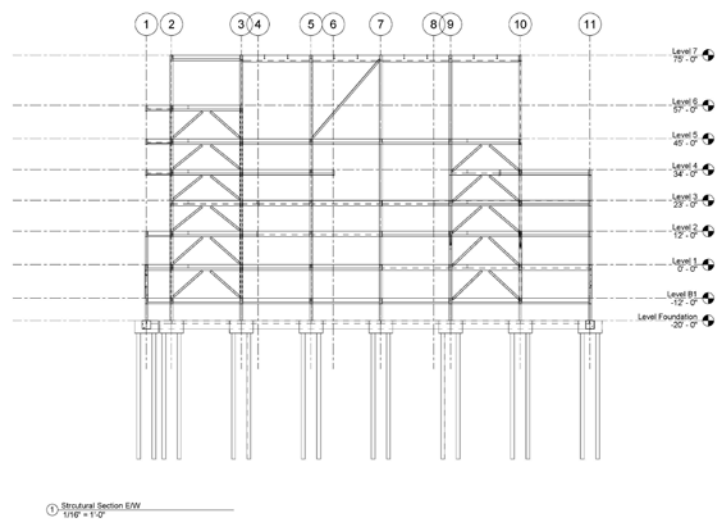 1 2 3 4 5 6 7 8 9 10 11
Level 7
75' - 0"
Level 6
57' - 0"
Level 5
45' - 0"
Level 4
34' - 0"
Level 3
23' - 0"
Level 2
12' - 0"
Level 1
0' - 0"
Level B1
-12' - 0"
Level Foundation
-20' - 0"
1 Strcutural Section E/W
1/16" = 1'-0"